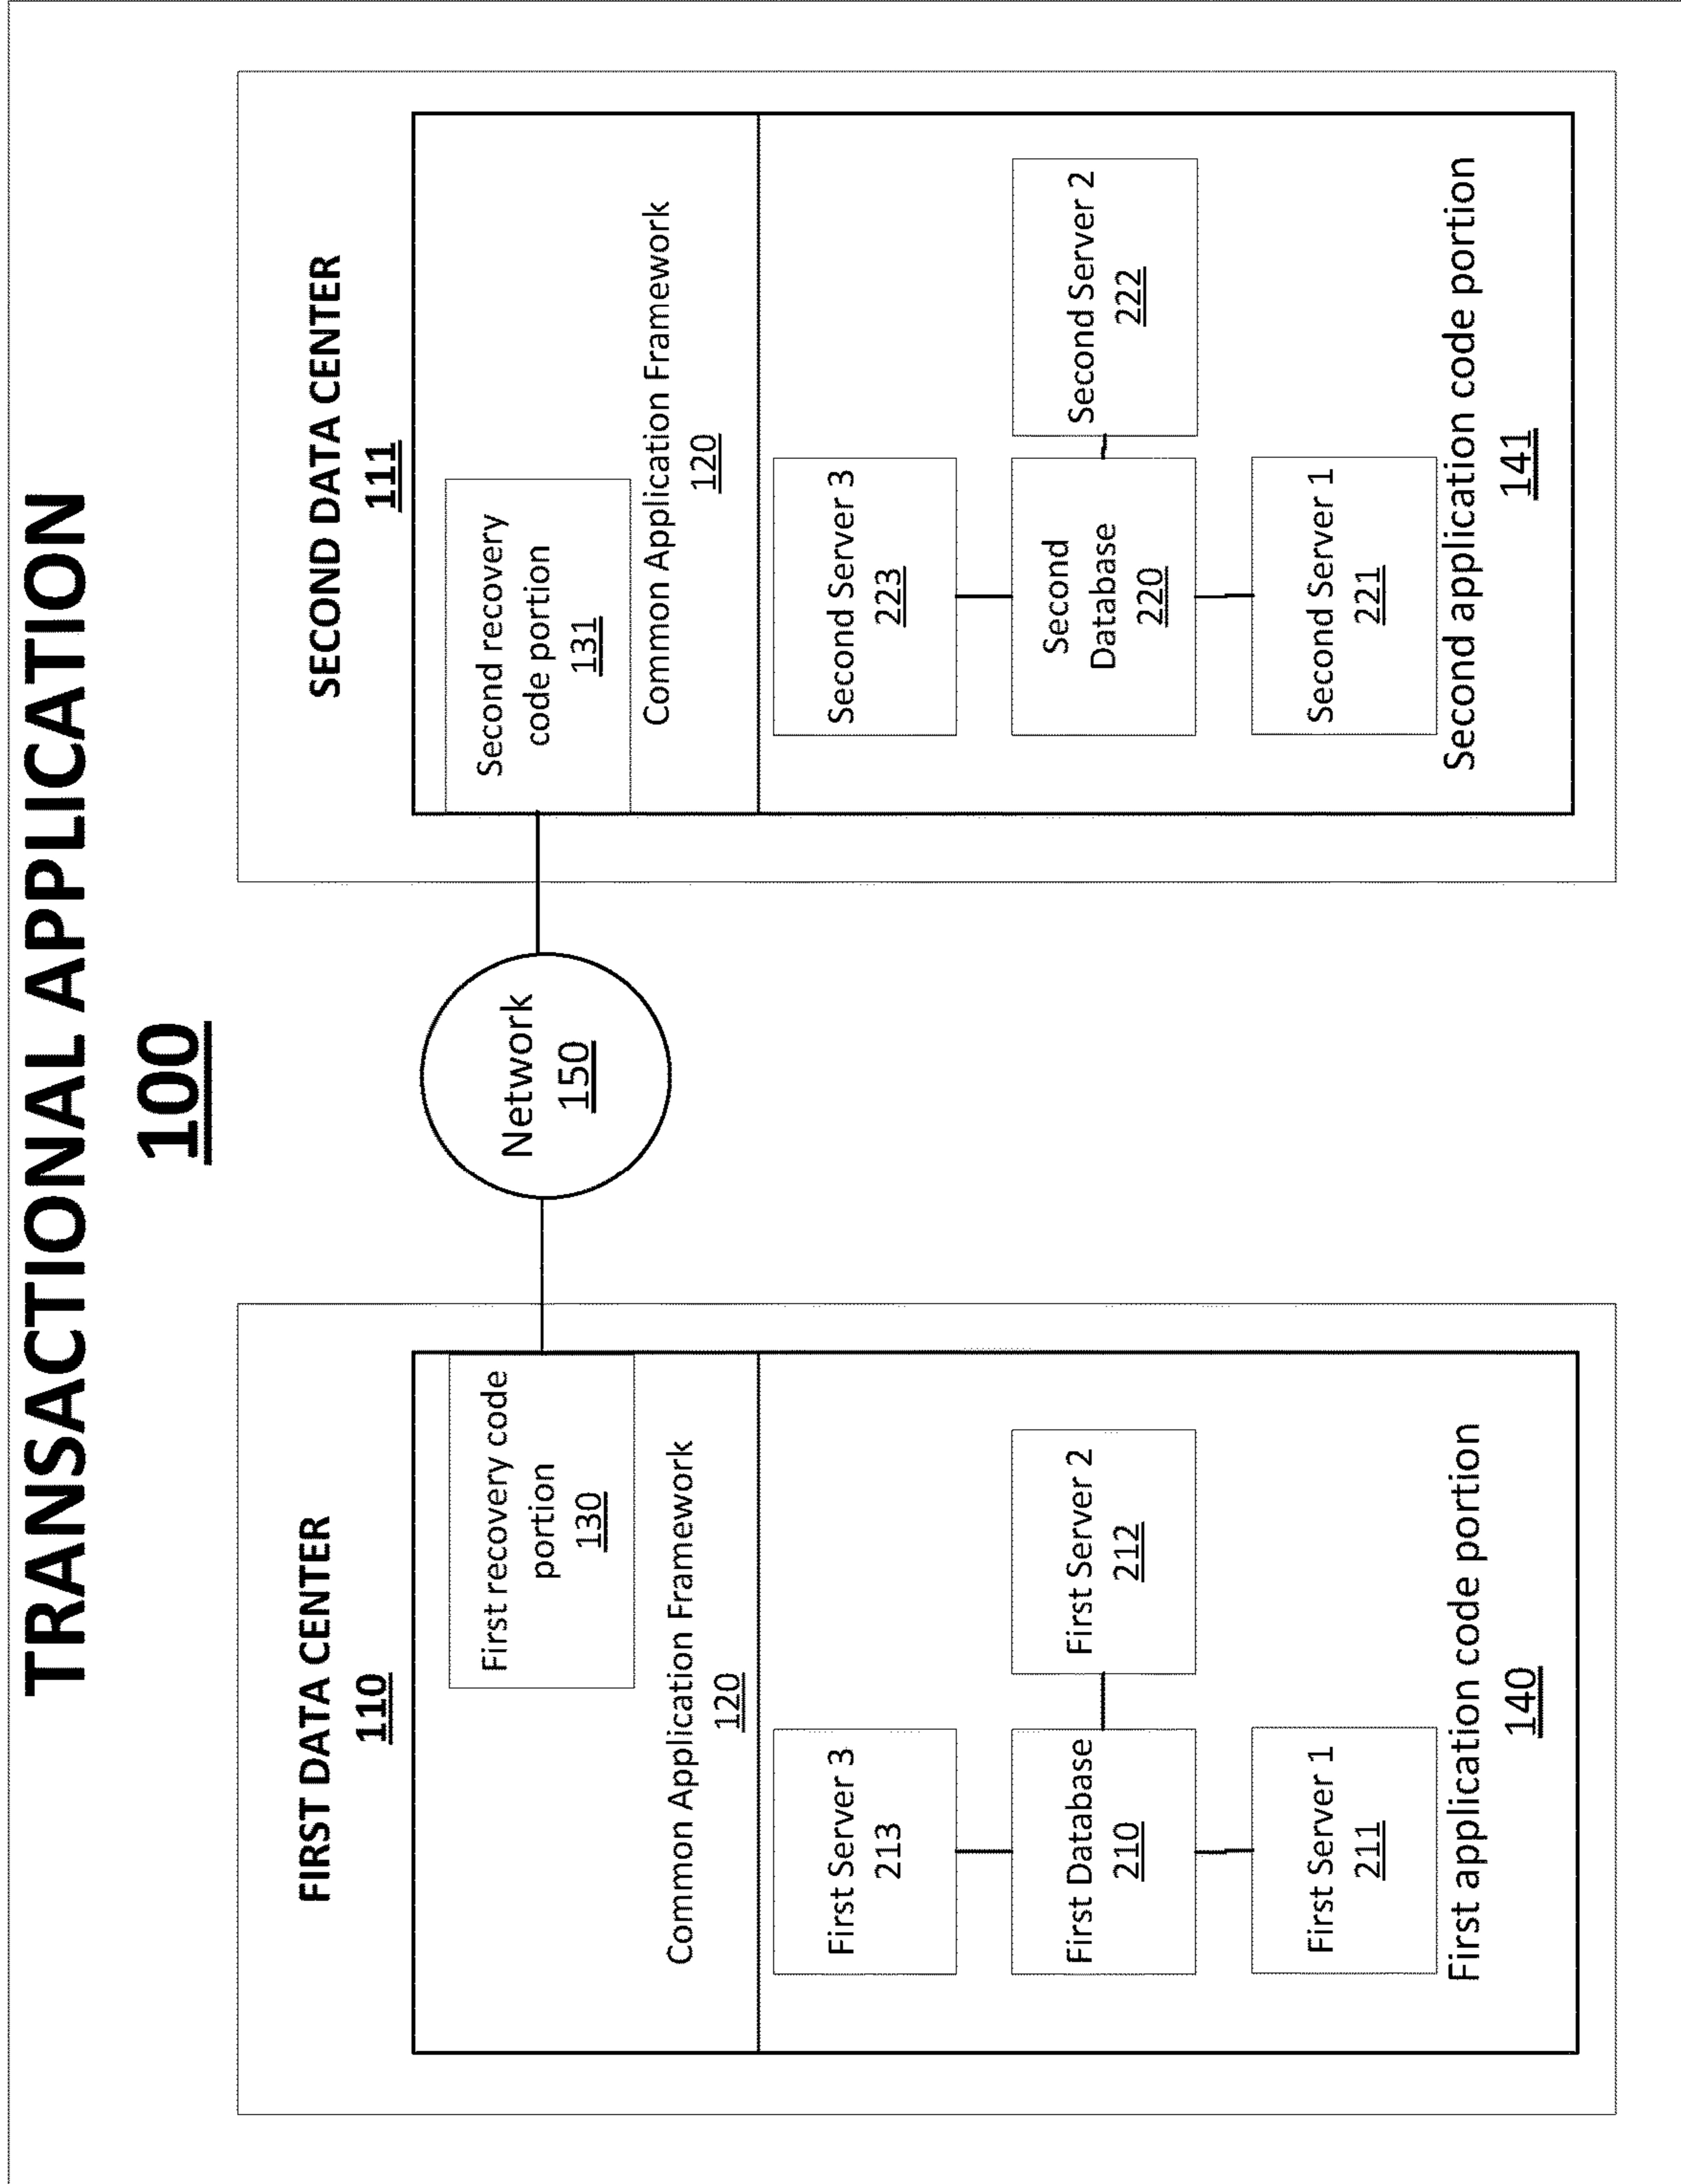 TRANSACTIONAL APPLICATION
100
FIRST DATA CENTER
110
First recovery code
portion
130
Common Application Framework
120
First Server 3
213
First Database
210
First Server 2
212
First Server 1
211
First application code portion
140
Network
150
SECOND DATA CENTER
111
Second recovery
code portion
131
Common Application Framework
120
Second Server 3
223
Second
Database
220
Second Server 2
222
Second Server 1
221
Second application code portion
141